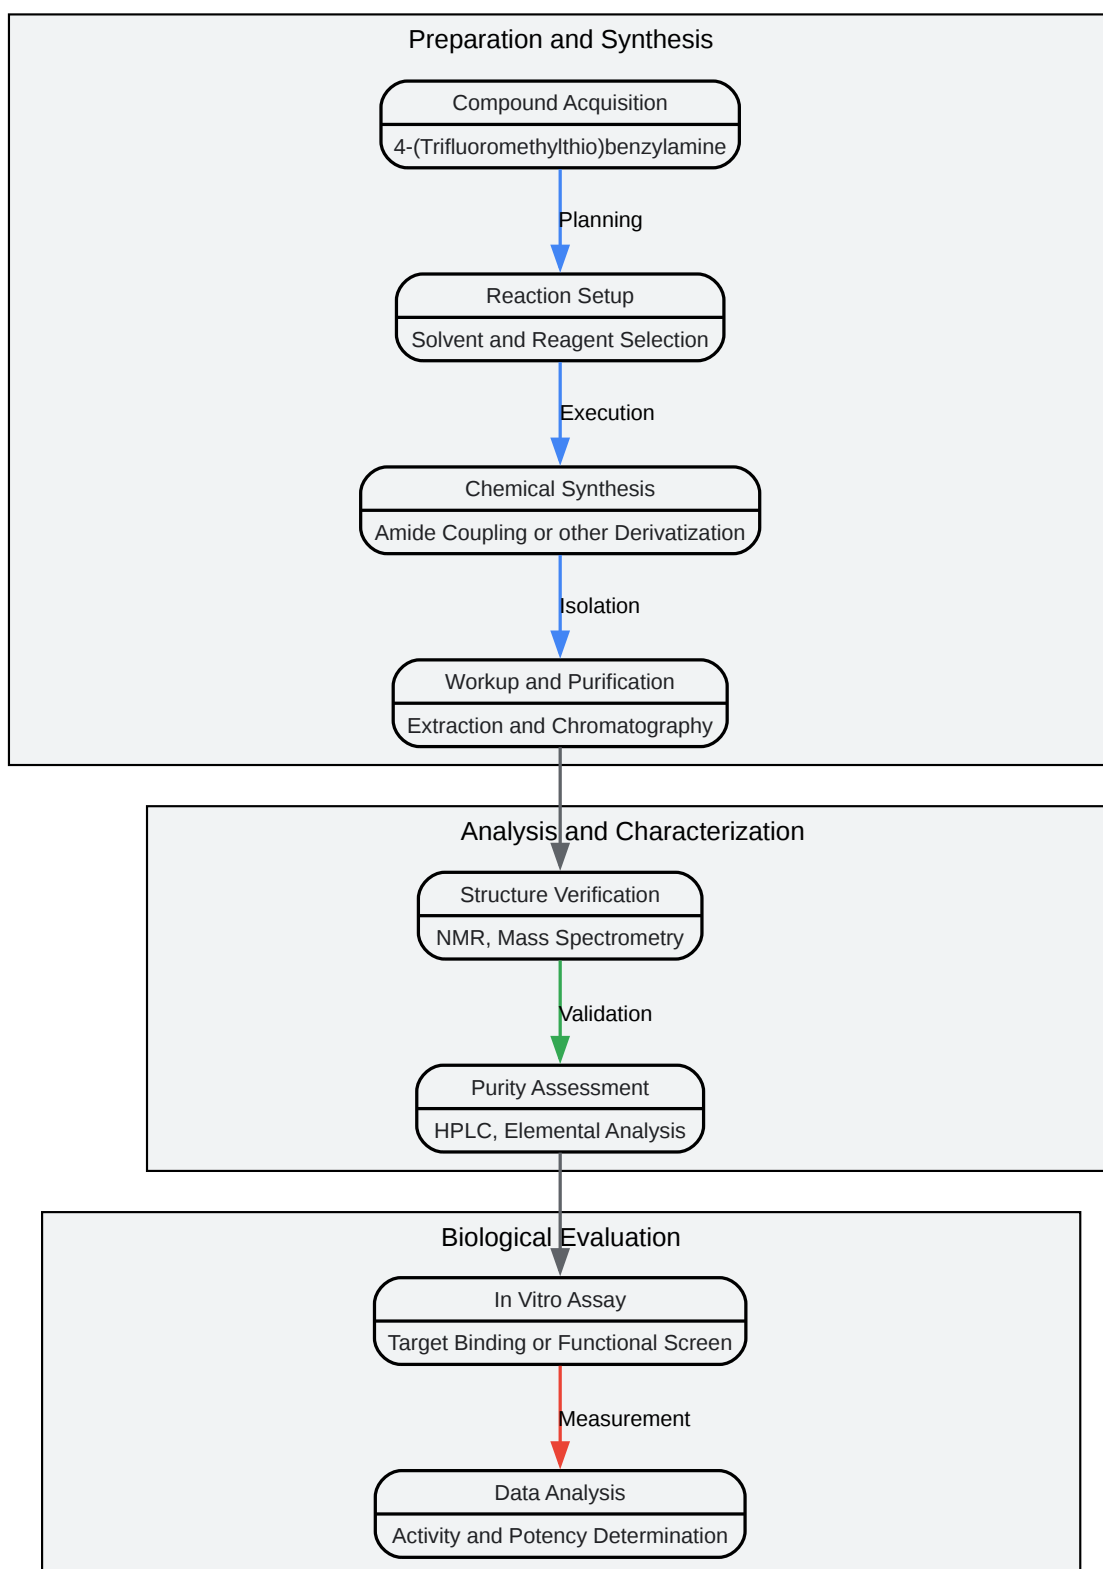 Preparation and Synthesis
Compound Acquisition
4-(Trifluoromethylthio)benzylamine
Planning
Reaction Setup
Solvent and Reagent Selection
Execution
Chemical Synthesis
Amide Coupling or other Derivatization
Isolation
Workup and Purification
Extraction and Chromatography
Analysis and Characterization
Structure Verification
NMR, Mass Spectrometry
Validation
Purity Assessment
HPLC, Elemental Analysis
Biological Evaluation
In Vitro Assay
Target Binding or Functional Screen
Measurement
Data Analysis
Activity and Potency Determination